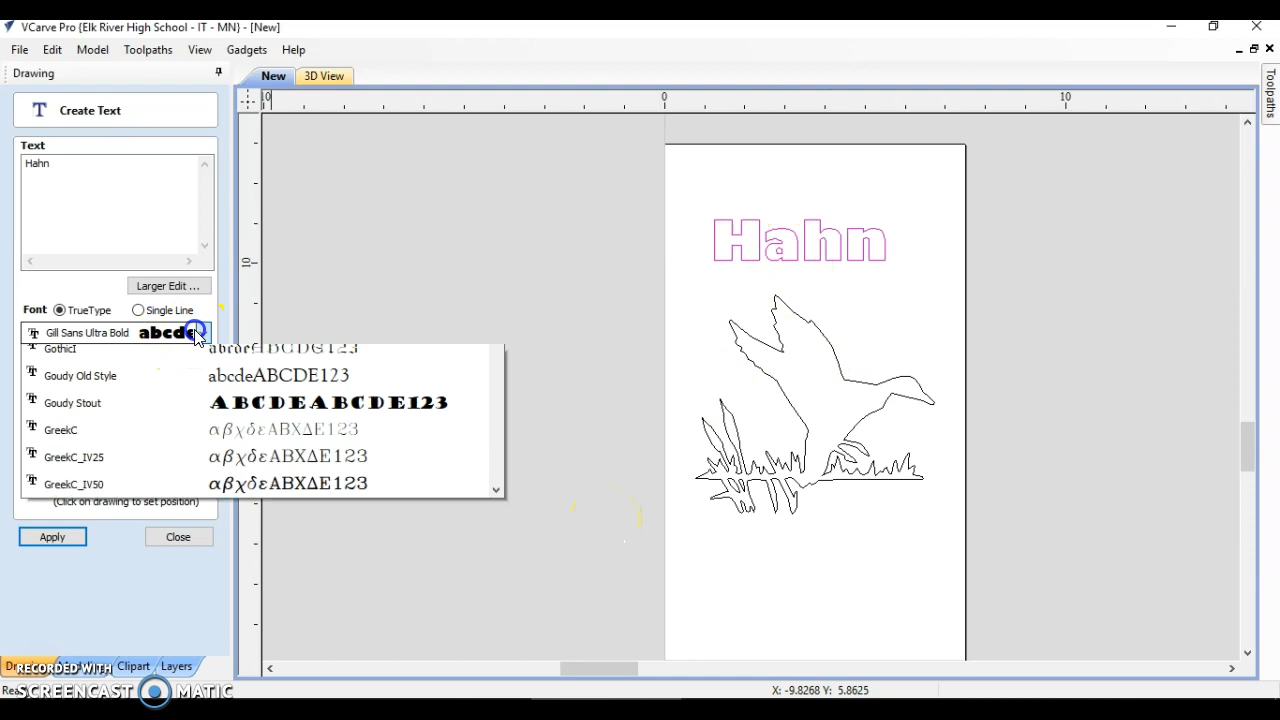 VCarve Pro {Elk River High School - IT - MN} - [New]
File Edit Model Toolpaths View Gadgets Help
Drawing
New 3D View
Toolpaths
Create Text
0 0 10
Text
Hahn
Hahn
10
Larger Edit ...
Font TrueType Single Line
Gill Sans Ultra Bold abcde
GothicI abcdeABCDE123
Goudy Old Style abcdeABCDE123
Goudy Stout ABCDEABCDE123
GreekC αβχδεΑΒΧΔΕ123
GreekC_IV25 αβχδεΑΒΧΔΕ123
GreekC_IV50 αβχδεΑΒΧΔΕ123
(Click on drawing to set position)
Apply Close
Clipart Layers
RECORDED WITH
SCREENCAST MATIC
X: -9.8268 Y: 5.8625